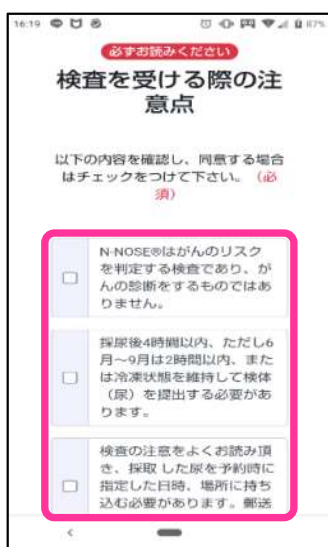 16:19
87%
必ずお読みください
検査を受ける際の注
意点
以下の内容を確認し、同意する場合
はチェックをつけて下さい。（必
須）
N-NOSE®はがんのリスク
を判定する検査であり、が
んの診断をするものではあ
りません。
採尿後4時間以内、ただし6
月～9月は2時間以内、また
は冷凍状態を維持して検体
（尿）を提出する必要があ
ります。
検査の注意をよくお読み頂
き、採取した尿を予約時に
指定した日時、場所に持ち
込む必要があります。郵送